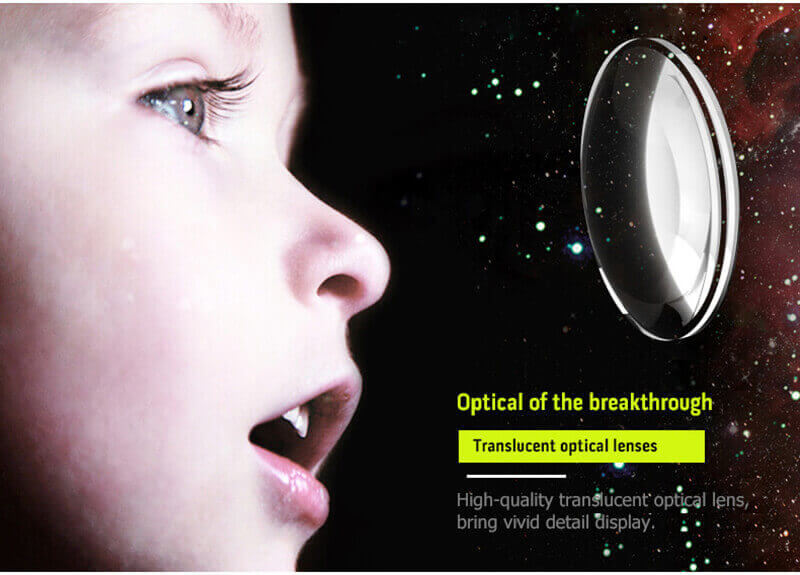 Optical of the breakthrough
Translucent optical lenses
High-quality translucent optical lens,
bring vivid detail display.